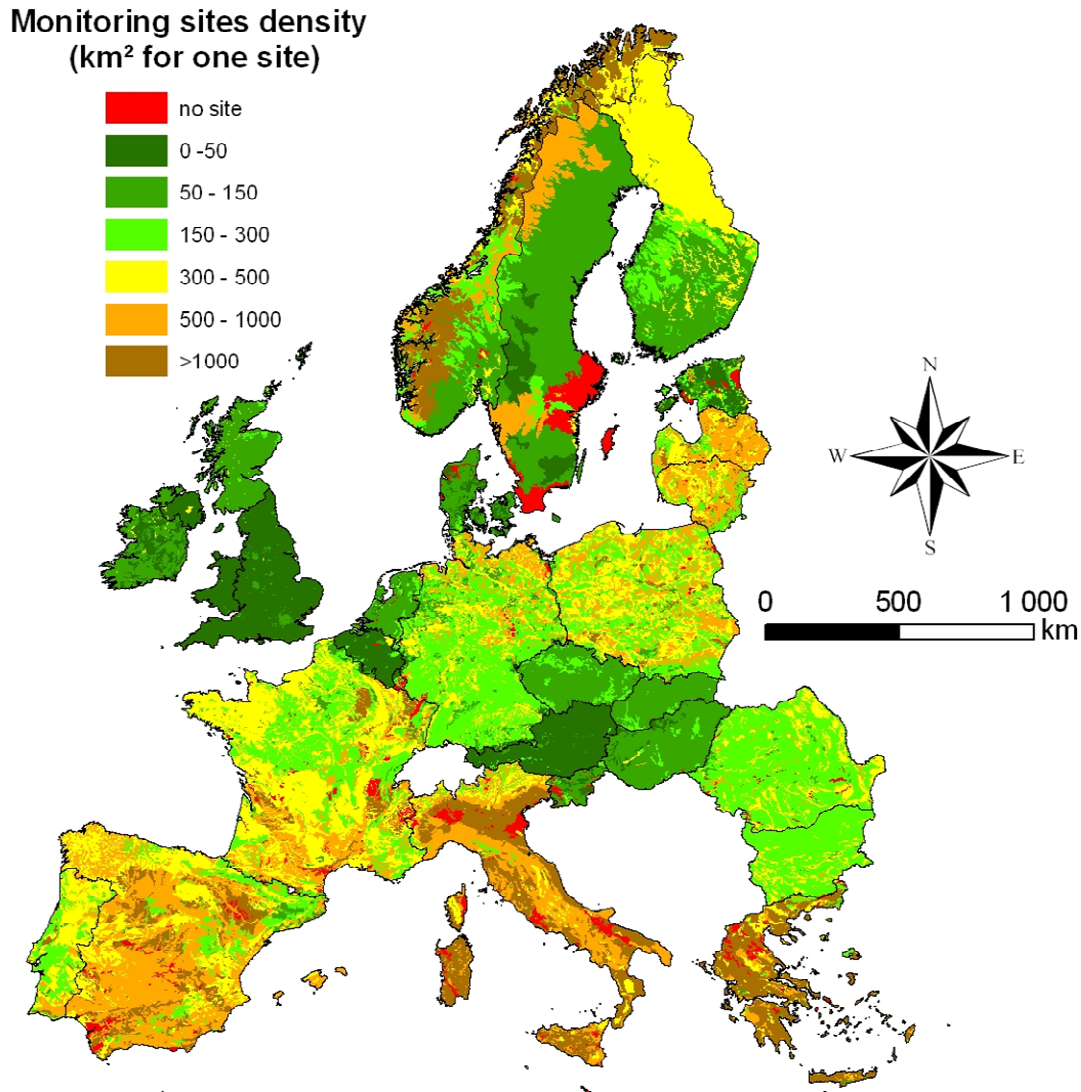 Monitoring sites density
(km² for one site)
no site
0 -50
50 - 150
150 - 300
300 - 500
500 - 1000
>1000
N
W
E
S
0
500
1 000
km